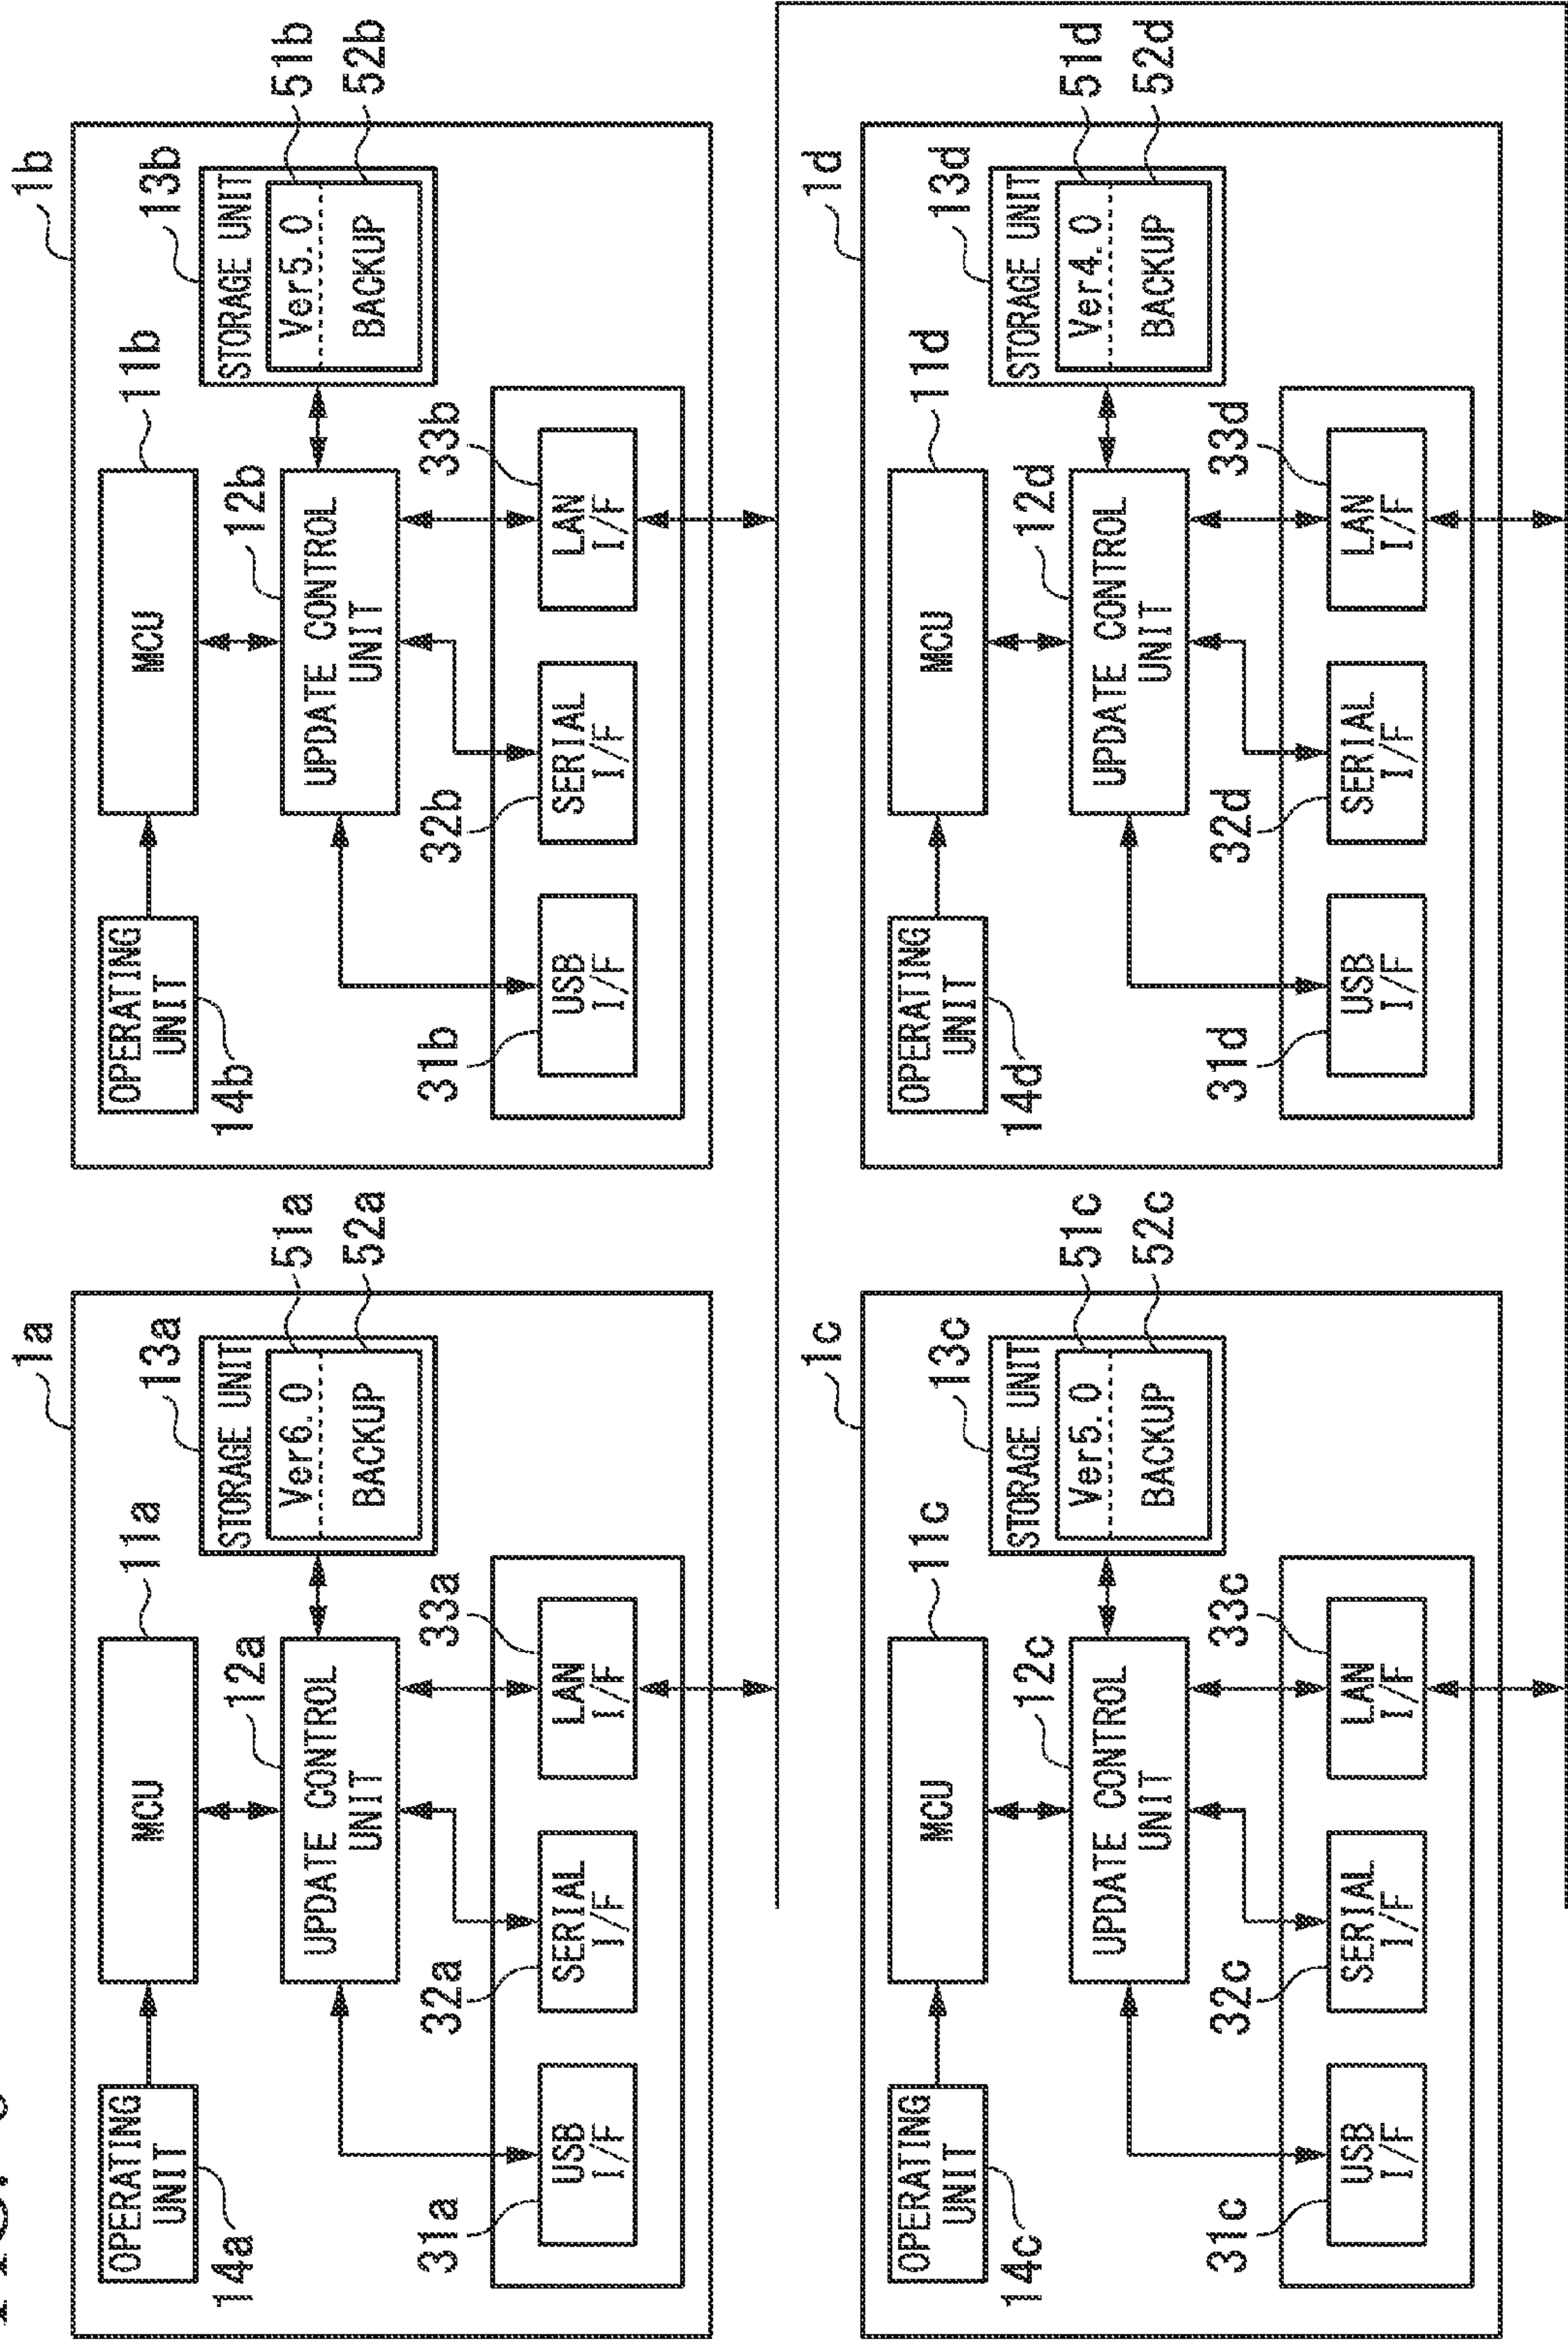 1a
13a
STORAGE UNIT
Ver6.0
BACKUP
51a
52a
11a
MCU
12a
UPDATE CONTROL
UNIT
OPERATING
UNIT
14a
31a
USB
I/F
32a
SERIAL
I/F
33a
LAN
I/F
1b
13b
STORAGE UNIT
Ver5.0
BACKUP
51b
52b
11b
MCU
12b
UPDATE CONTROL
UNIT
OPERATING
UNIT
14b
31b
USB
I/F
32b
SERIAL
I/F
33b
LAN
I/F
1c
13c
STORAGE UNIT
Ver5.0
BACKUP
51c
52c
11c
MCU
12c
UPDATE CONTROL
UNIT
OPERATING
UNIT
14c
31c
USB
I/F
32c
SERIAL
I/F
33c
LAN
I/F
1d
13d
STORAGE UNIT
Ver4.0
BACKUP
51d
52d
11d
MCU
12d
UPDATE CONTROL
UNIT
OPERATING
UNIT
14d
31d
USB
I/F
32d
SERIAL
I/F
33d
LAN
I/F